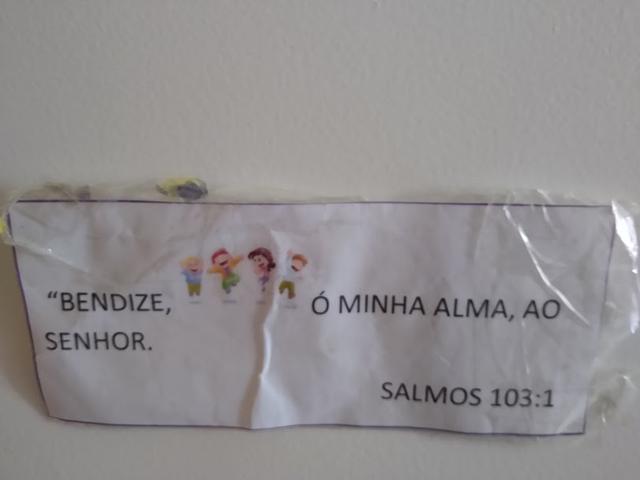 “BENDIZE, Ó MINHA ALMA, AO
SENHOR.
SALMOS 103:1